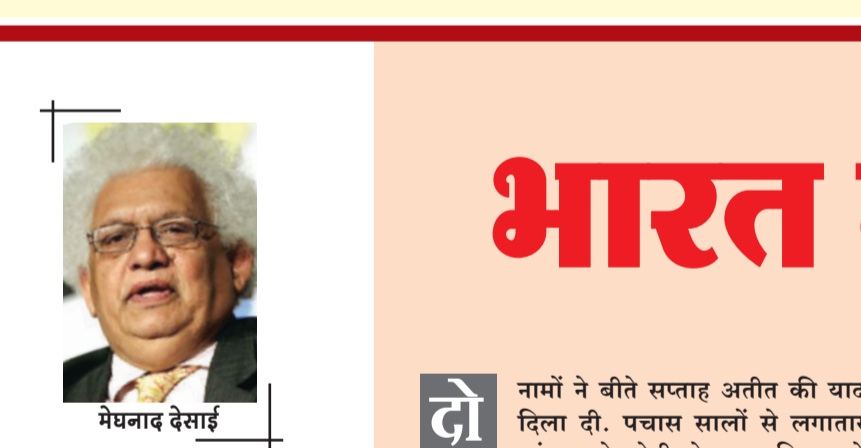 भारत
मेघनाद देसाई
दो
नामों ने बीते सप्ताह अतीत की याद
दिला दी. पचास सालों से लगातार